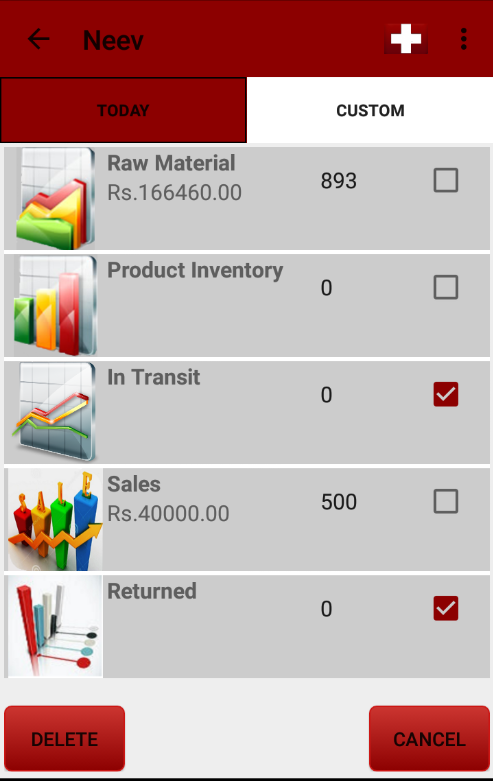 Neev
TODAY
CUSTOM
Raw Material
Rs.166460.00
893
Product Inventory
0
In Transit
0
Sales
Rs.40000.00
500
Returned
0
DELETE
CANCEL